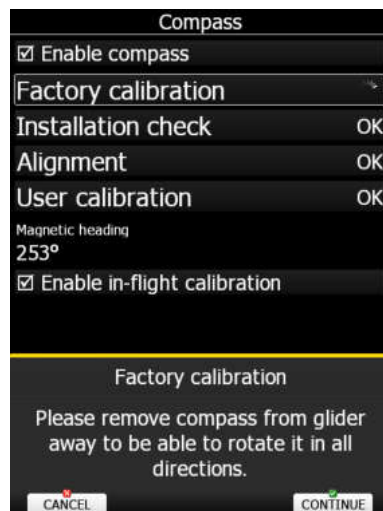 Compass
Enable compass
Factory calibration
Installation check OK
Alignment OK
User calibration OK
Magnetic heading
253°
Enable in-flight calibration
Factory calibration
Please remove compass from glider
away to be able to rotate it in all
directions.
CANCEL CONTINUE